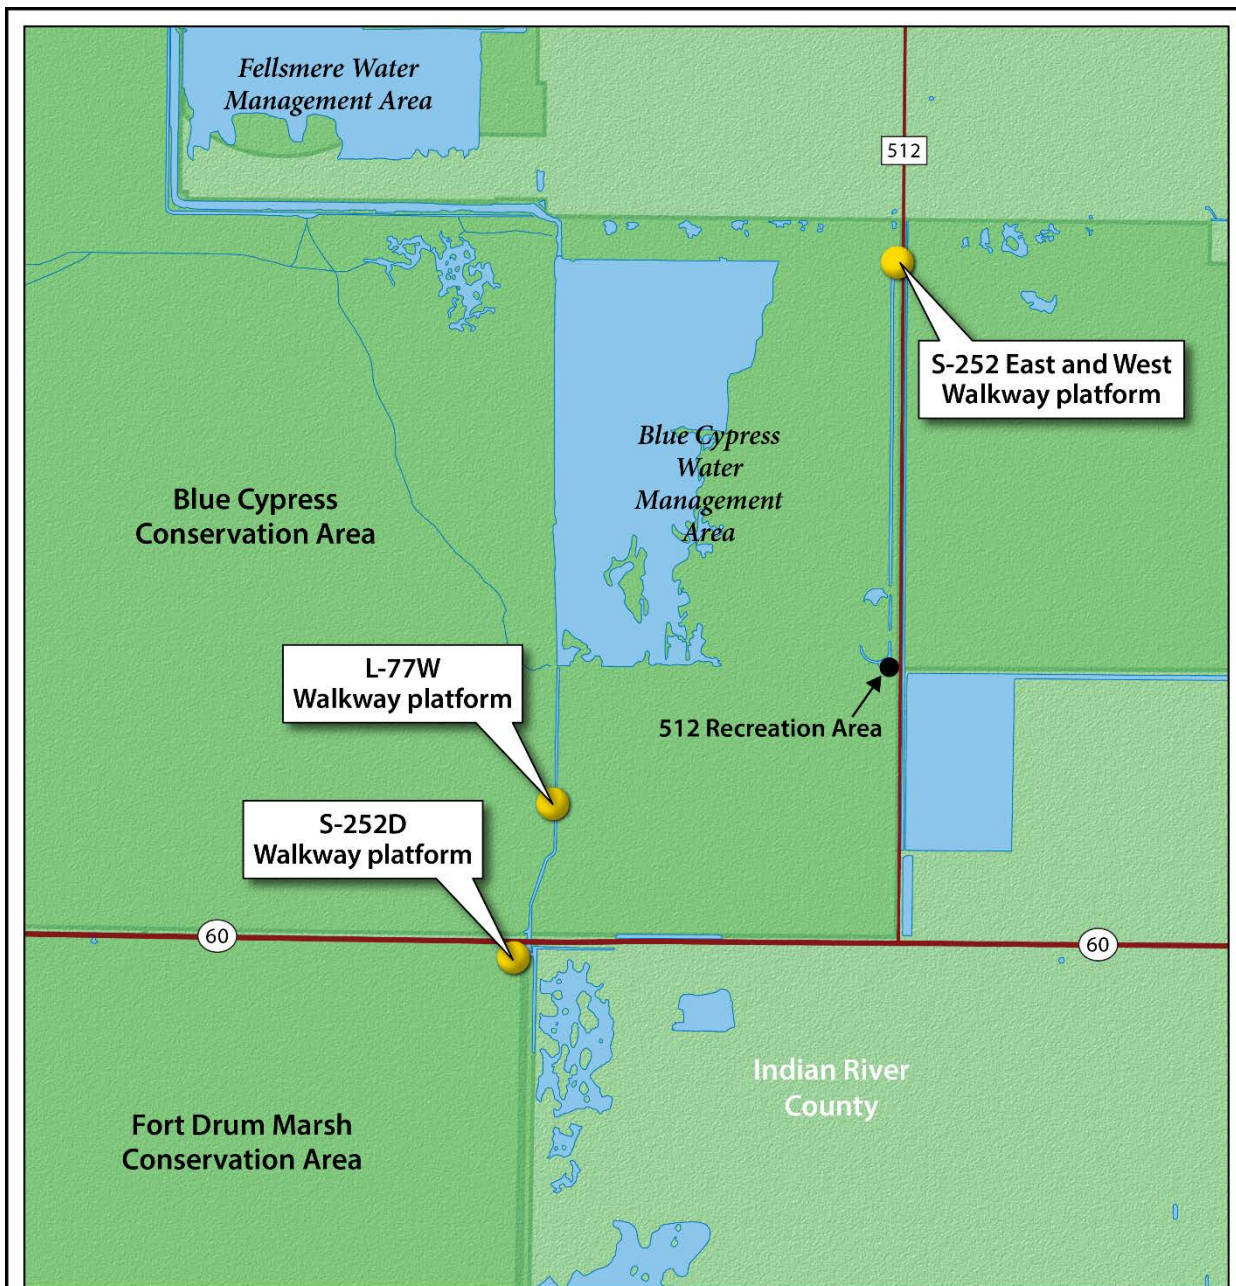 Fellsmere Water
Management Area
512
S-252 East and West
Walkway platform
Blue Cypress
Water
Management
Area
Blue Cypress
Conservation Area
L-77W
Walkway platform
512 Recreation Area
S-252D
Walkway platform
60
60
Indian River
County
Fort Drum Marsh
Conservation Area